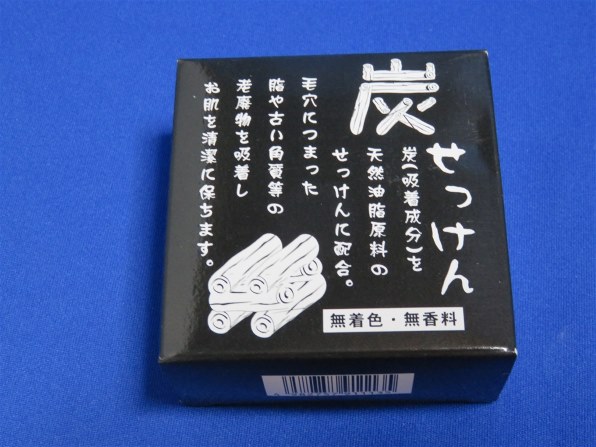 炭
せっけん
炭(吸着成分)を
天然油脂原料の
せっけんに配合。
毛穴につまった
脂や古い角質等の
老廃物を吸着し
お肌を清潔に保ちます。
無着色・無香料